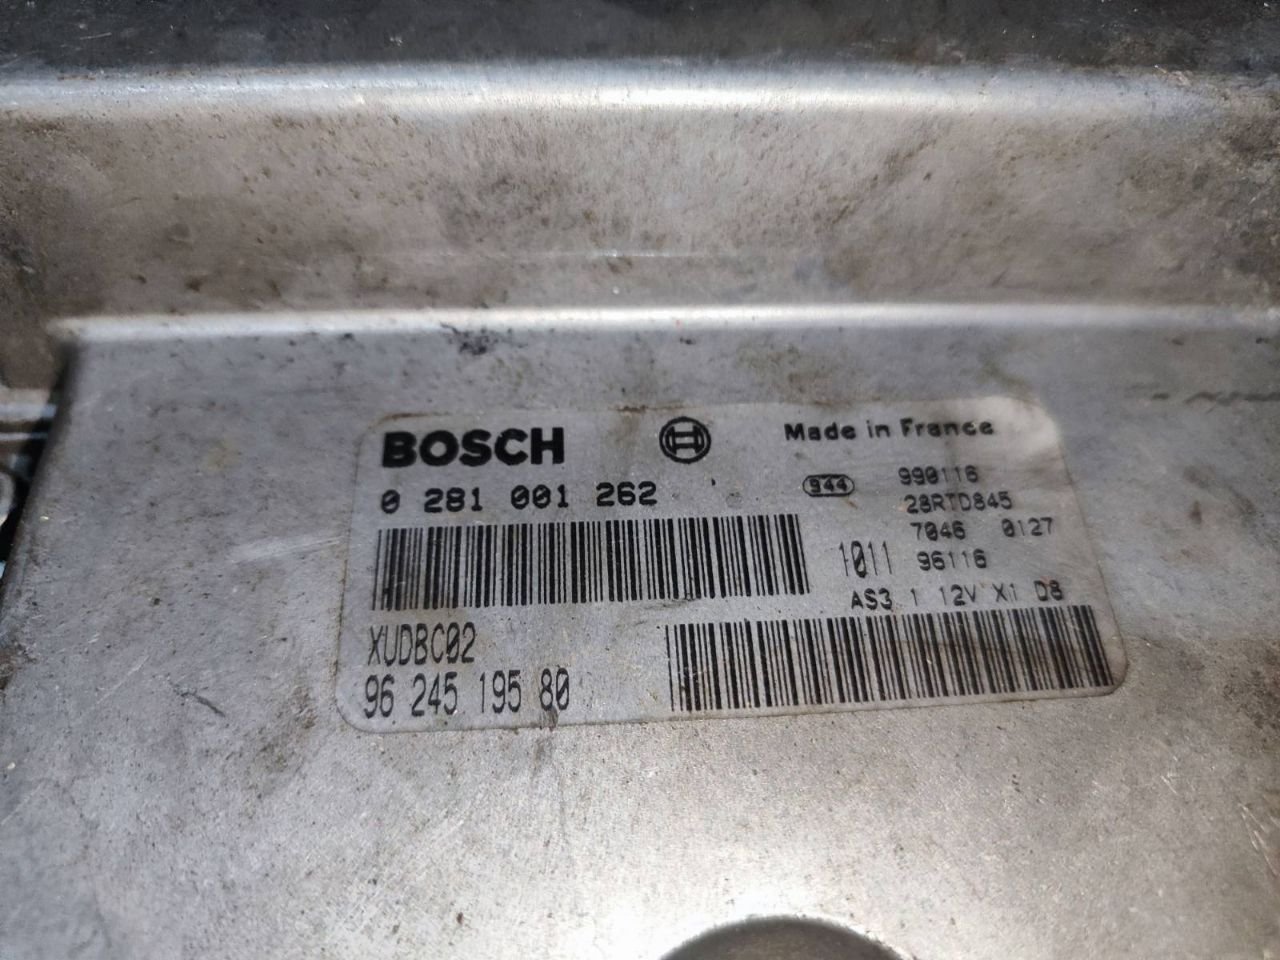 BOSCH
Made in France
0 281 001 262
944
990116
28RTD845
7046 0127
1011
96116
AS3 1 12V X1 D8
XUDBC02
96 245 195 80